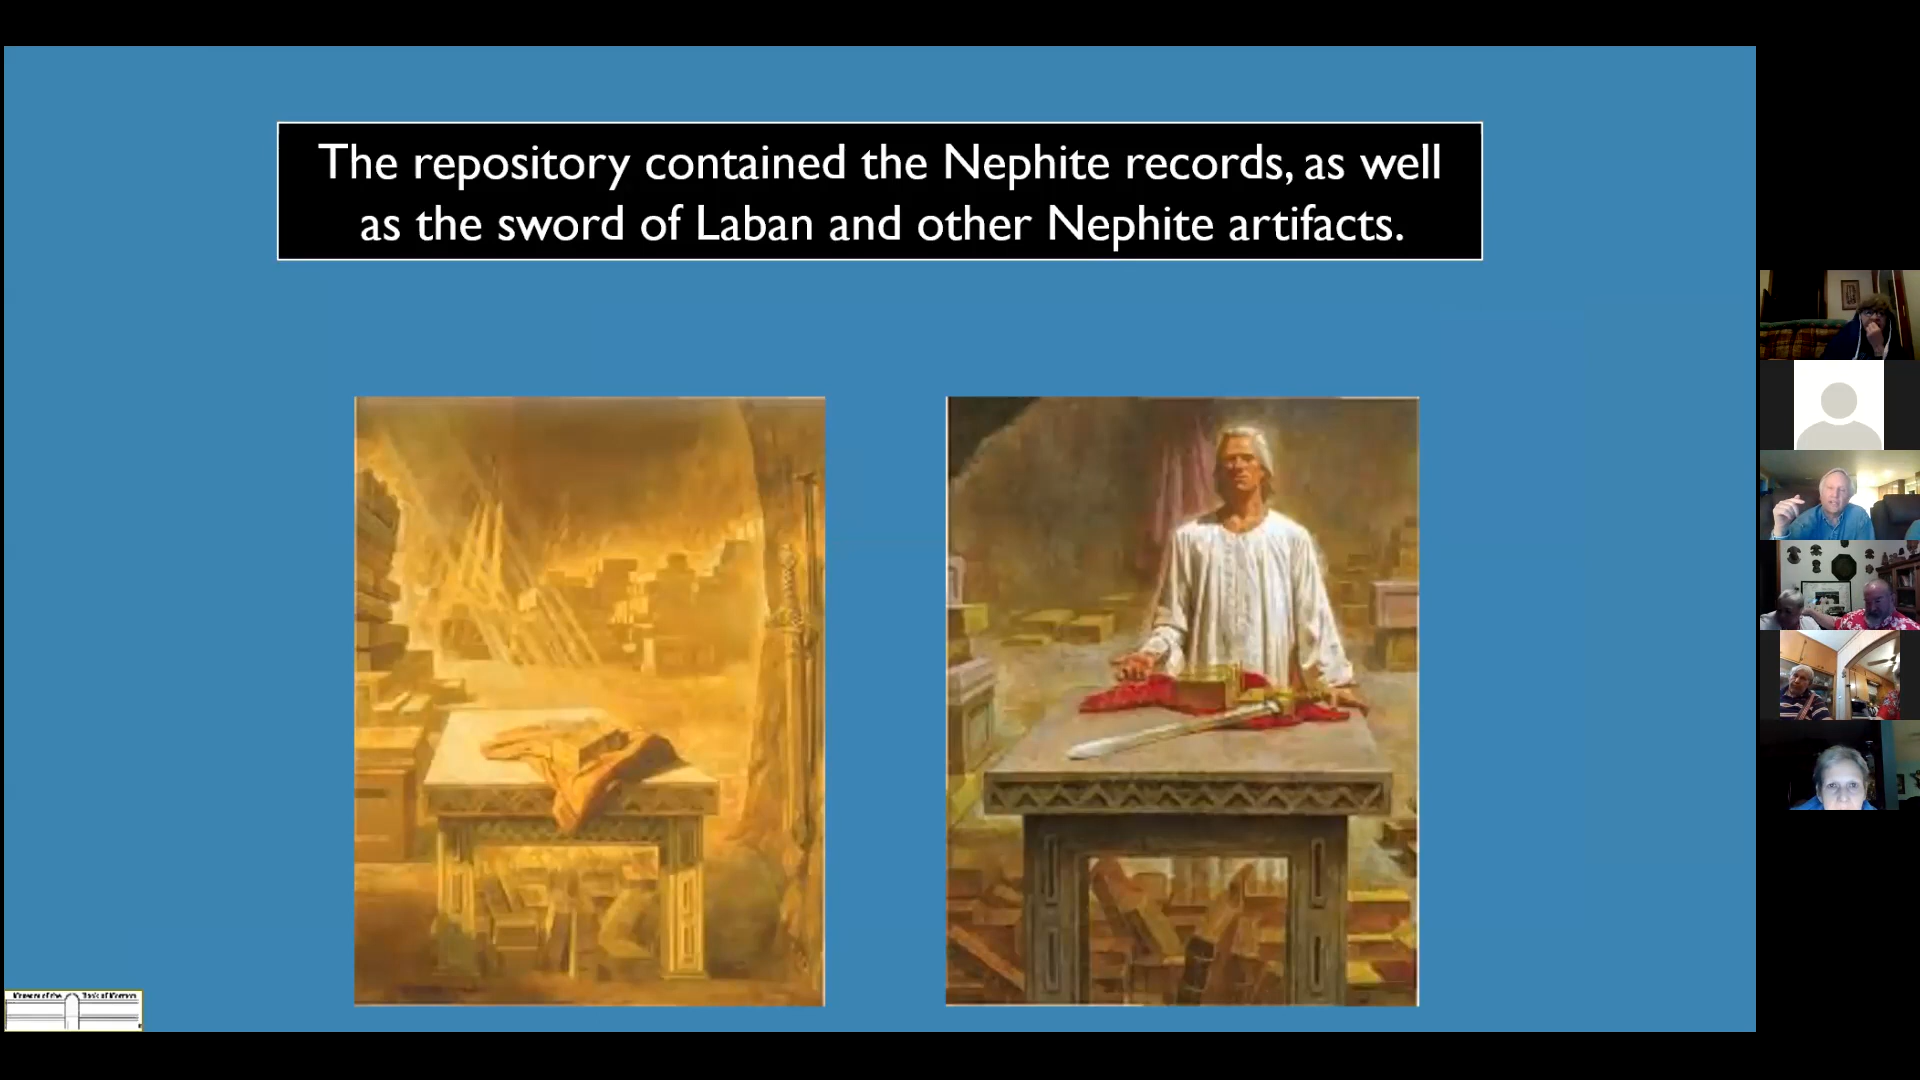 The repository contained the Nephite records, as well
as the sword of Laban and other Nephite artifacts.